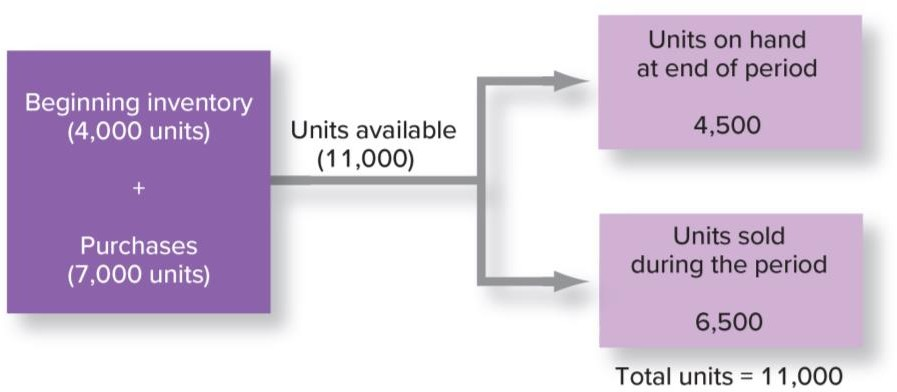 Beginning inventory
(4,000 units)
+
Purchases
(7,000 units)
Units available
(11,000)
Units on hand
at end of period
4,500
Units sold
during the period
6,500
Total units = 11,000